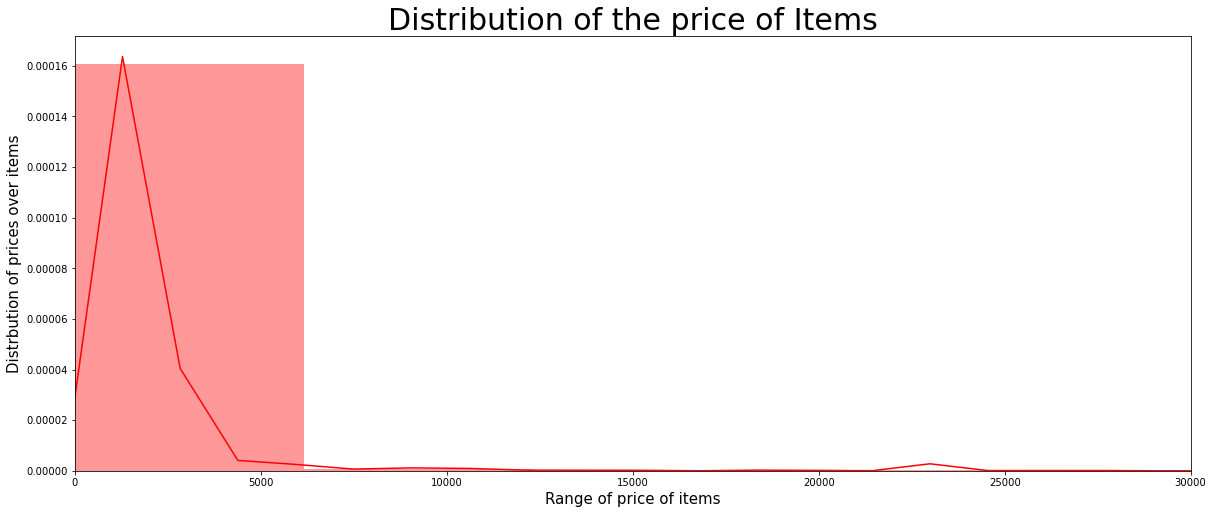 Distribution of the price of Items
Distrbution of prices over items
0.00016
0.00014
0.00012
0.00010
0.00008
0.00006
0.00004
0.00002
0.00000
0 5000 10000 15000 20000 25000 30000
Range of price of items